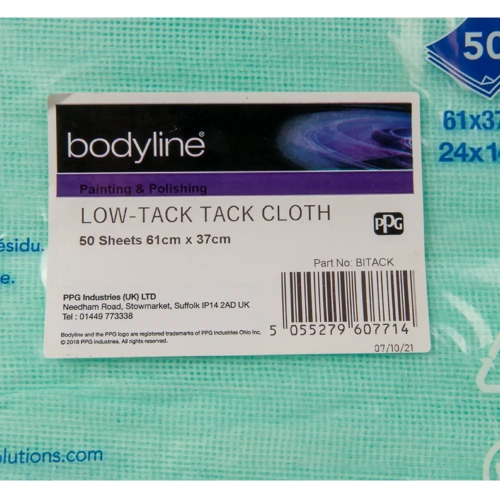 50
61x37
24x1
bodyline®
Painting & Polishing
LOW-TACK TACK CLOTH
50 Sheets 61cm x 37cm
PPG
Part No: BITACK
PPG Industries (UK) LTD
Needham Road, Stowmarket, Suffolk IP14 2AD UK
Tel : 01449 773338
Bodyline and the PPG logo are registered trademarks of PPG Industries Ohio Inc.
© 2018 PPG Industries. All rights reserved.
5 055279 607714
07/10/21
ésidu.
e.
lutions.com